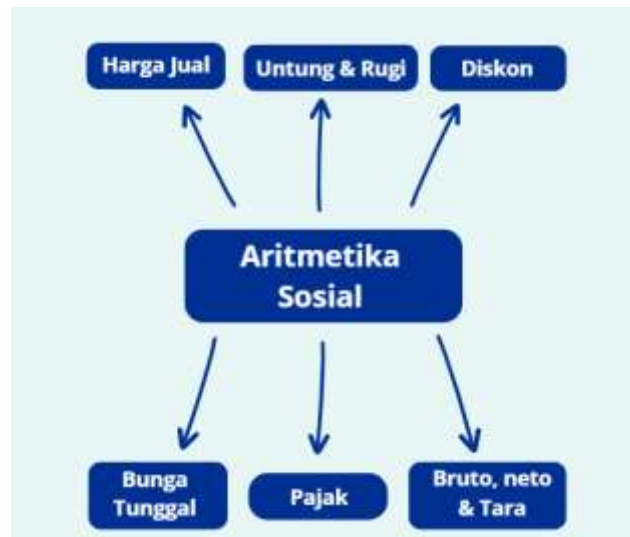 Harga Jual
Untung & Rugi
Diskon
Aritmetika
Sosial
Bunga
Tunggal
Pajak
Bruto, neto
& Tara